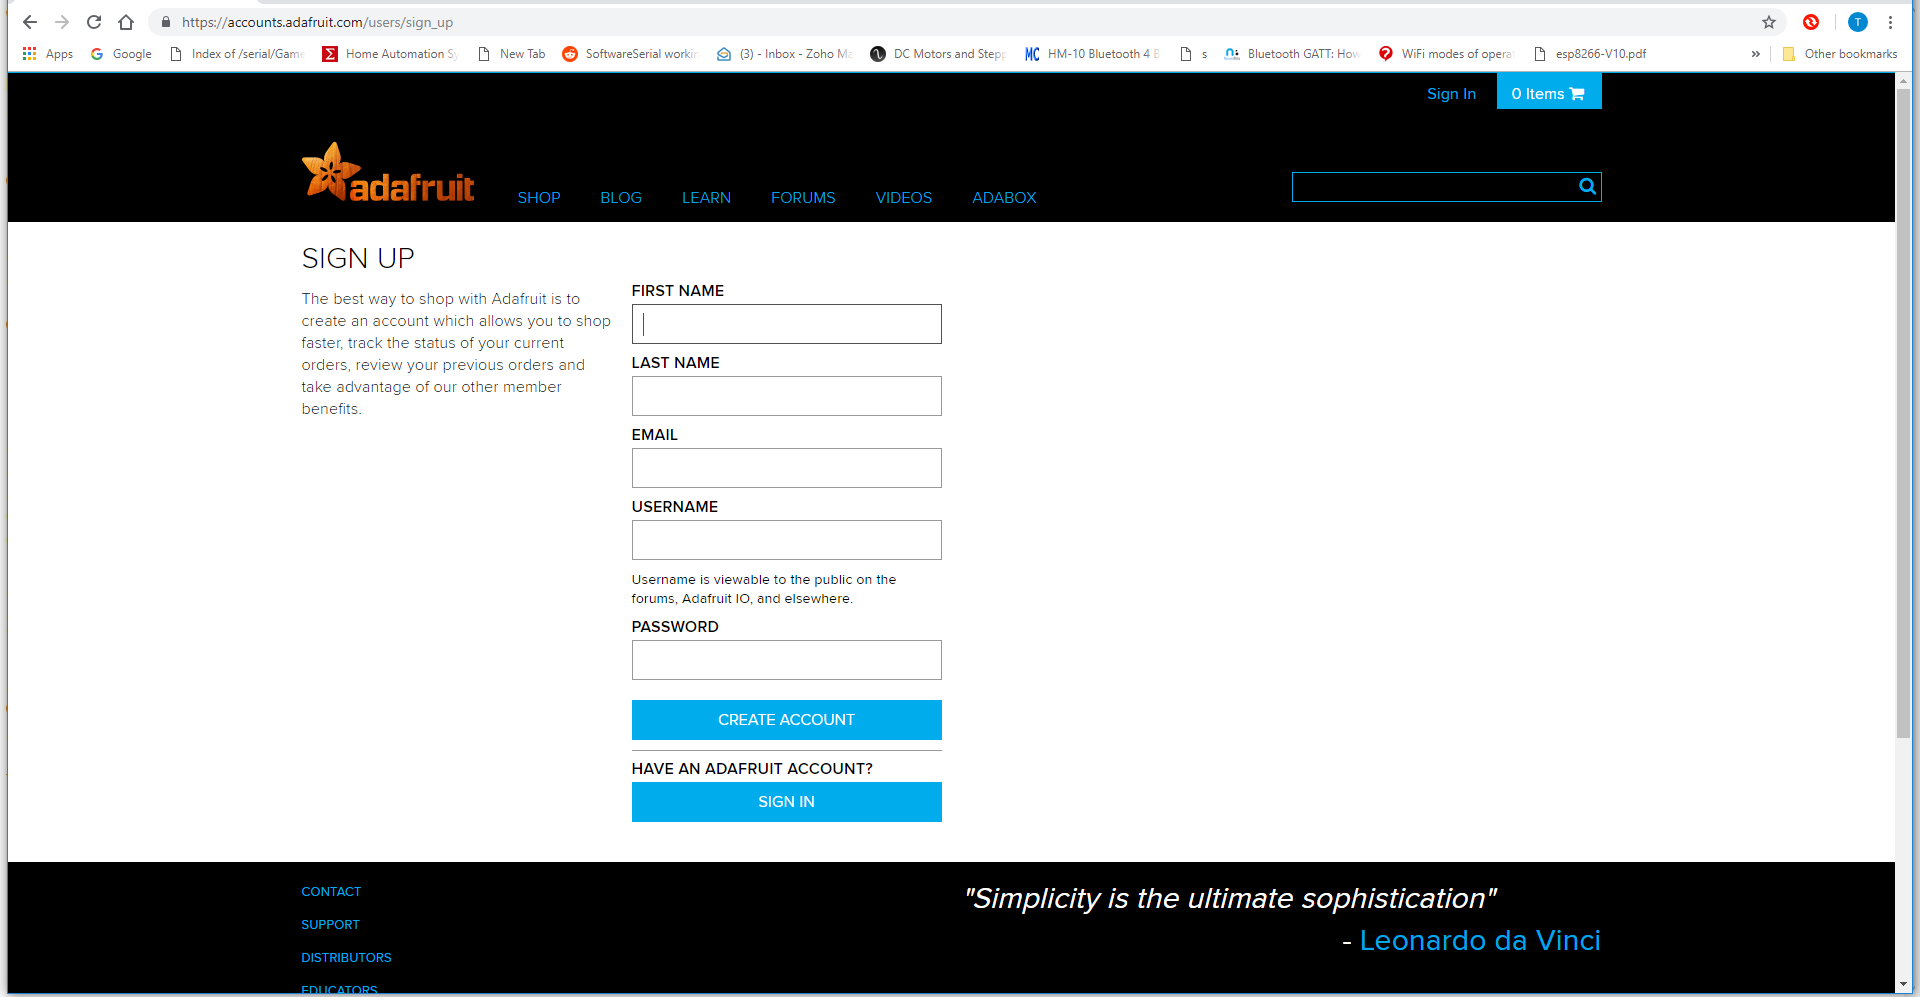 https://accounts.adafruit.com/users/sign_up
T
Apps Google Index of /serial/Game Home Automation Sy New Tab SoftwareSerial workin (3) - Inbox - Zoho Ma DC Motors and Stepp MC HM-10 Bluetooth 4 B s Bluetooth GATT: How WiFi modes of opera esp8266-V10.pdf » Other bookmarks
Sign In 0 Items
adafruit SHOP BLOG LEARN FORUMS VIDEOS ADABOX
SIGN UP
The best way to shop with Adafruit is to
create an account which allows you to shop
faster, track the status of your current
orders, review your previous orders and
take advantage of our other member
benefits.
FIRST NAME
LAST NAME
EMAIL
USERNAME
Username is viewable to the public on the
forums, Adafruit IO, and elsewhere.
PASSWORD
CREATE ACCOUNT
HAVE AN ADAFRUIT ACCOUNT?
SIGN IN
CONTACT
SUPPORT
DISTRIBUTORS
EDUCATORS
"Simplicity is the ultimate sophistication"
- Leonardo da Vinci